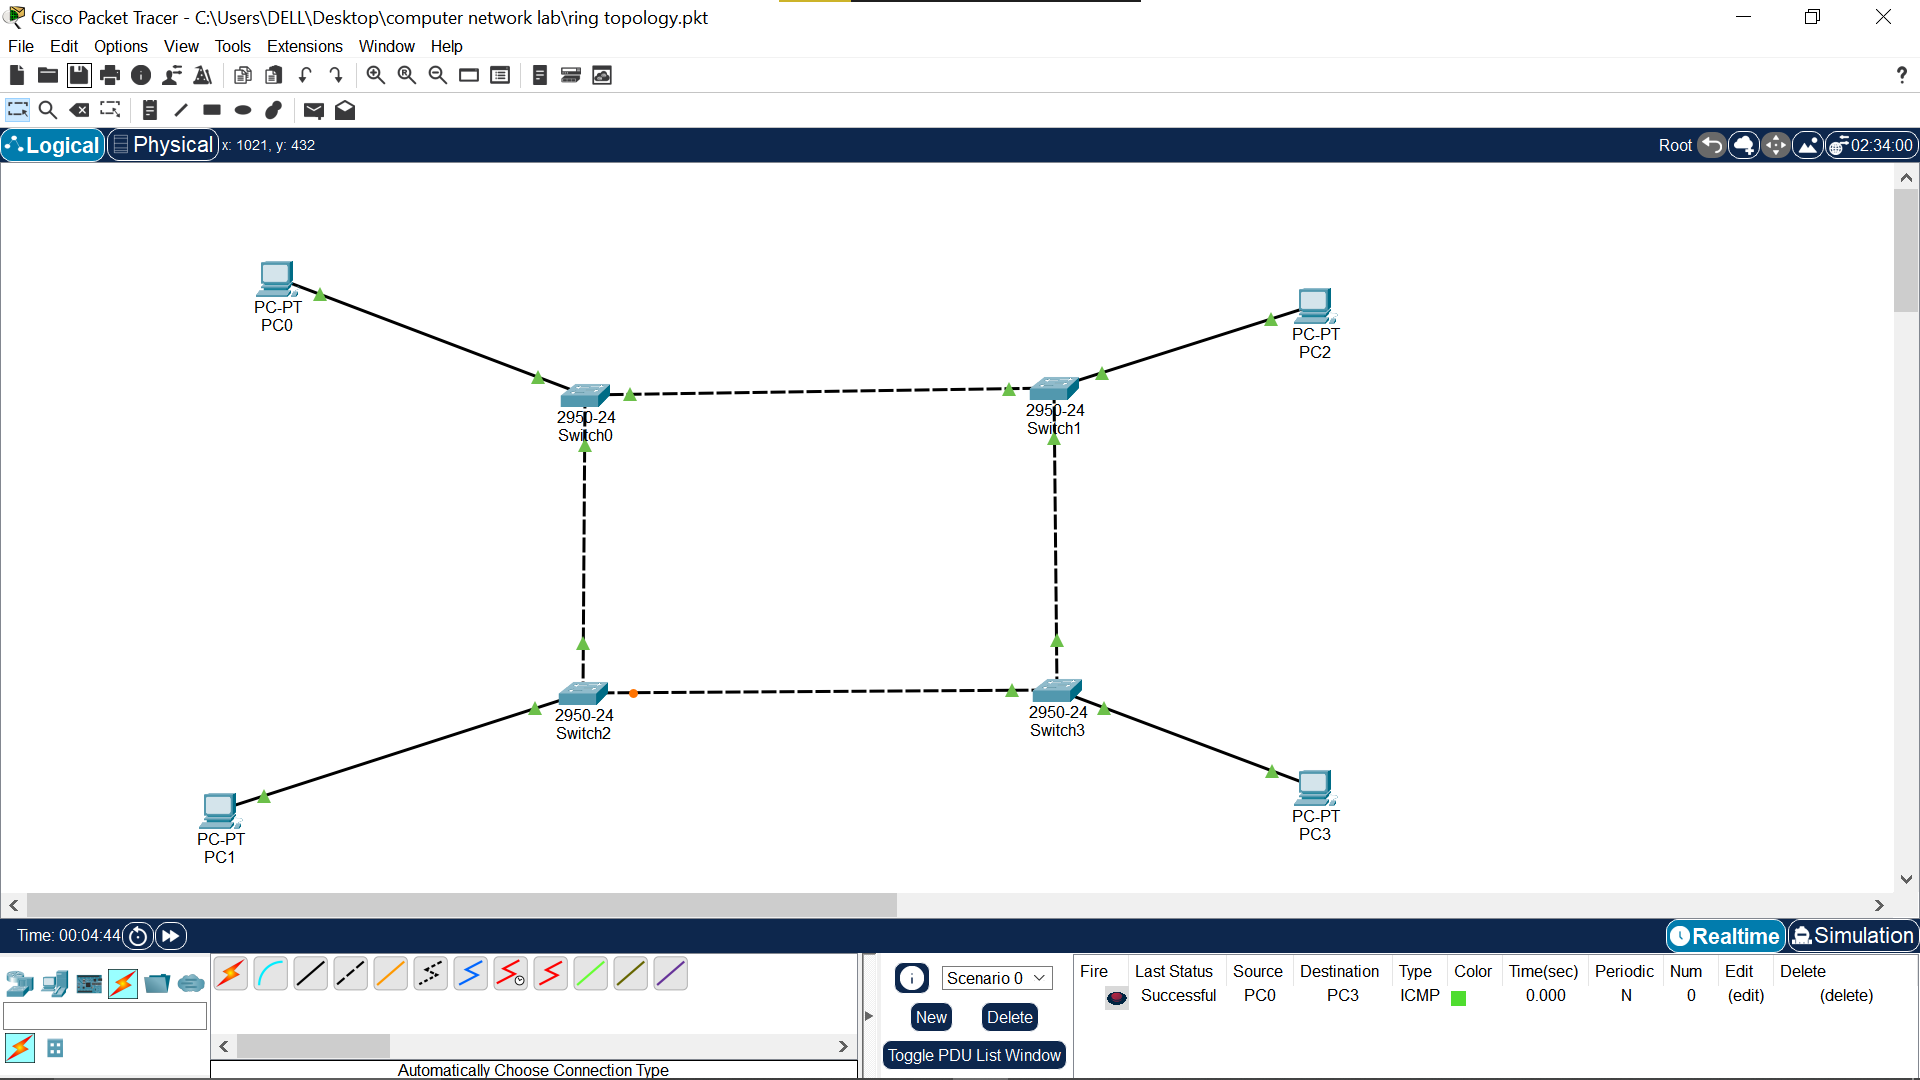 Cisco Packet Tracer - C:\Users\DELL\Desktop\computer network lab\ring topology.pkt
File Edit Options View Tools Extensions Window Help
?
Logical Physical x: 1021, y: 432 Root 02:34:00
PC-PT
PC0
PC-PT
PC2
2950-24
Switch0
2950-24
Switch1
2950-24
Switch2
2950-24
Switch3
PC-PT
PC1
PC-PT
PC3
Time: 00:04:44 Realtime Simulation
Scenario 0
New Delete
Toggle PDU List Window
Fire Last Status Source Destination Type Color Time(sec) Periodic Num Edit Delete
Successful PC0 PC3 ICMP 0.000 N 0 (edit) (delete)
Automatically Choose Connection Type